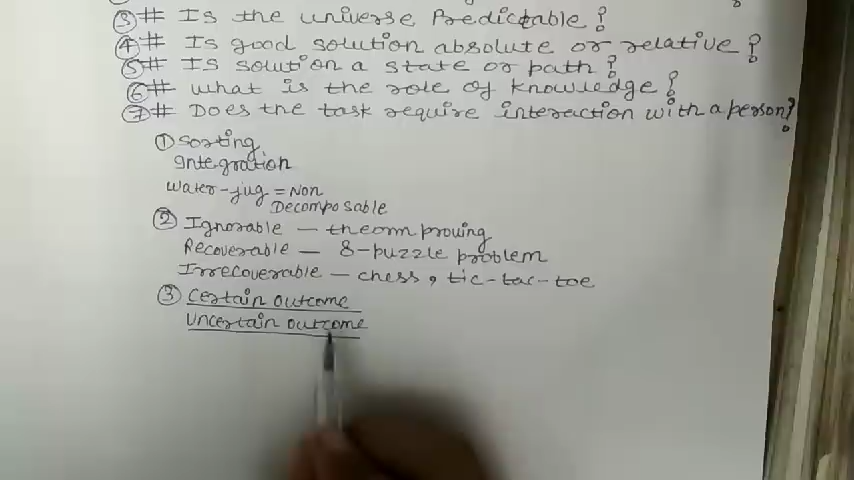 ③ # Is the universe Predictable?
④ # Is good solution absolute or relative?
⑤ # Is solution a state or path?
⑥ # What is the role of knowledge?
⑦ # Does the task require interaction with a person?
① Sorting
Integration
Water-jug = Non
Decomposable
② Ignorable – theorm proving
Recoverable – 8-puzzle problem
Irrecoverable – chess, tic-tac-toe
③ Certain outcome
Uncertain outcome